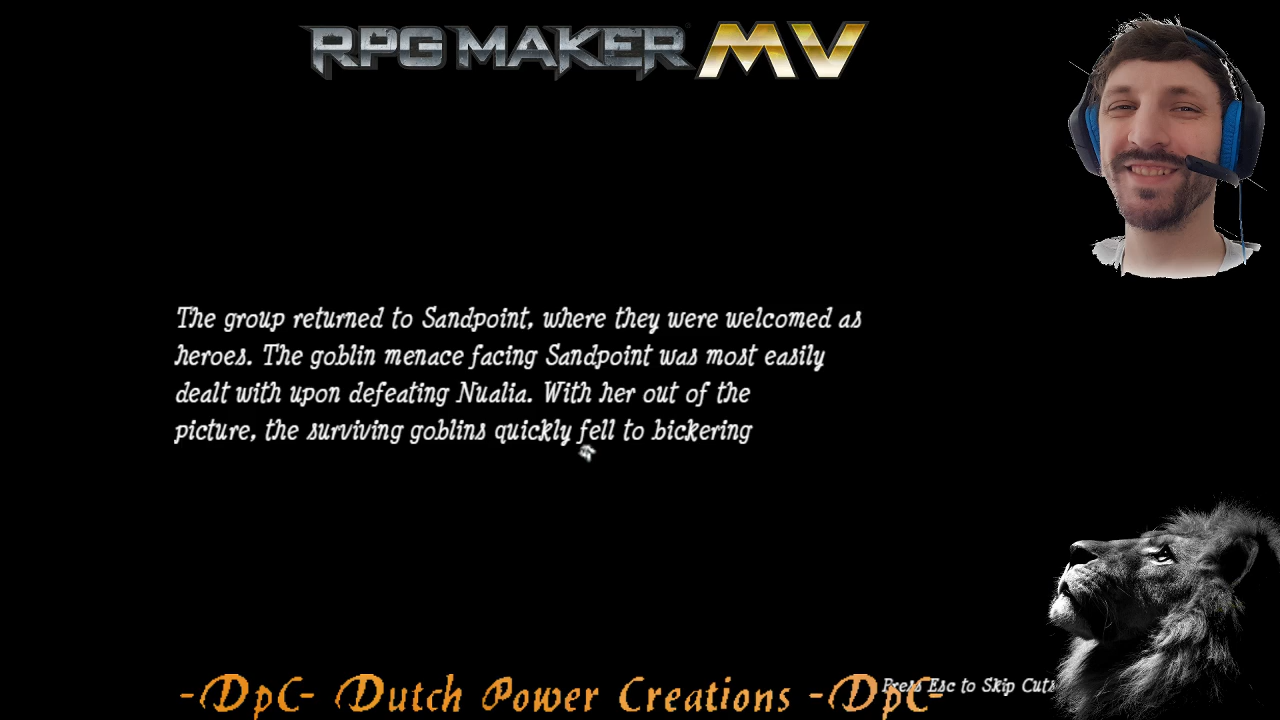 RPG MAKER MV
The group returned to Sandpoint, where they were welcomed as
heroes. The goblin menace facing Sandpoint was most easily
dealt with upon defeating Nualia. With her out of the
picture, the surviving goblins quickly fell to bickering
-DpC- Dutch Power Creations -DpC-
Press Esc to Skip Cuts